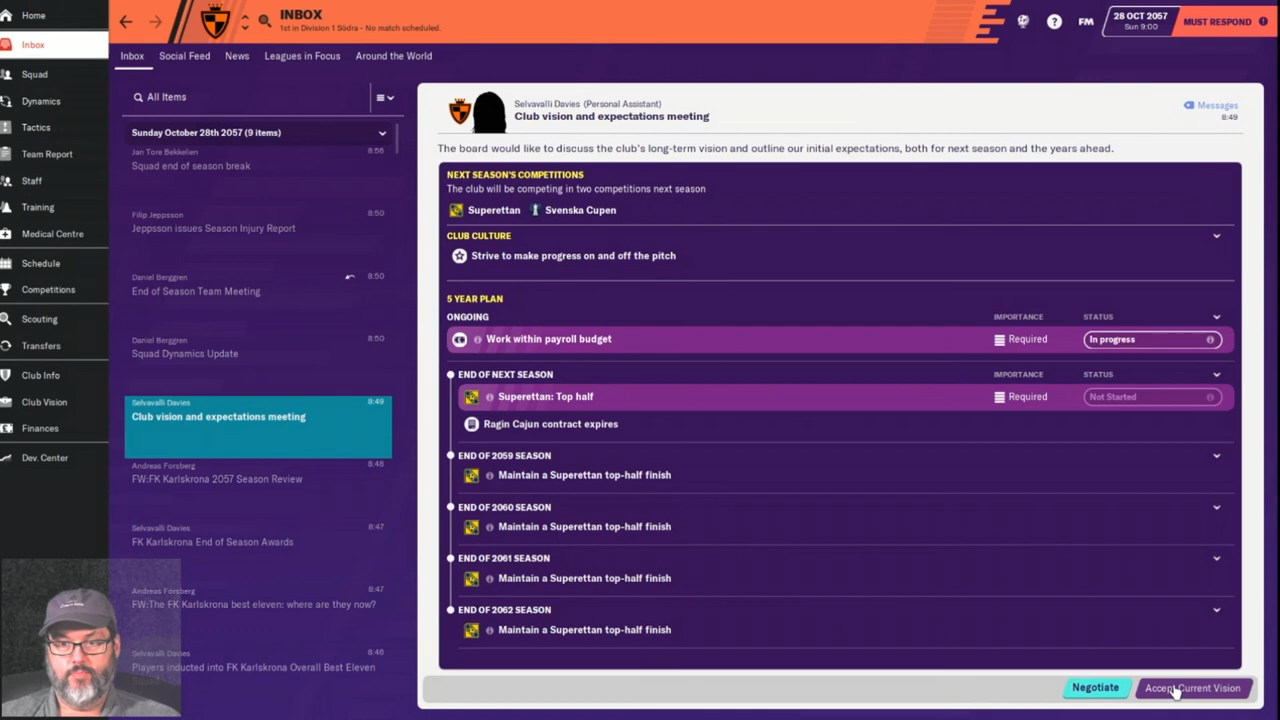 Home
Inbox
Squad
Dynamics
Tactics
Team Report
Staff
Training
Medical Centre
Schedule
Competitions
Scouting
Transfers
Club Info
Club Vision
Finances
Dev. Center
INBOX
1st in Division 1 Södra - No match scheduled.
FM
28 OCT 2057
Sun 9:00
MUST RESPOND
Inbox
Social Feed
News
Leagues in Focus
Around the World
All Items
Sunday October 28th 2057 (9 items)
Jan Tore Bekkelien 8:56
Squad end of season break
Filip Jeppsson 8:50
Jeppsson issues Season Injury Report
Daniel Berggren 8:50
End of Season Team Meeting
Daniel Berggren 8:50
Squad Dynamics Update
Selvavalli Davies 8:49
Club vision and expectations meeting
Andreas Forsberg 8:48
FW:FK Karlskrona 2057 Season Review
Selvavalli Davies 8:47
FK Karlskrona End of Season Awards
Andreas Forsberg 8:47
FW:The FK Karlskrona best eleven: where are they now?
Selvavalli Davies 8:46
Players inducted into FK Karlskrona Overall Best Eleven
Selvavalli Davies (Personal Assistant)
Club vision and expectations meeting
Messages
8:49
The board would like to discuss the club's long-term vision and outline our initial expectations, both for next season and the years ahead.
NEXT SEASON'S COMPETITIONS
The club will be competing in two competitions next season
Superettan Svenska Cupen
CLUB CULTURE
Strive to make progress on and off the pitch
5 YEAR PLAN
ONGOING IMPORTANCE STATUS
Work within payroll budget Required In progress
END OF NEXT SEASON IMPORTANCE STATUS
Superettan: Top half Required Not Started
Ragin Cajun contract expires
END OF 2059 SEASON
Maintain a Superettan top-half finish
END OF 2060 SEASON
Maintain a Superettan top-half finish
END OF 2061 SEASON
Maintain a Superettan top-half finish
END OF 2062 SEASON
Maintain a Superettan top-half finish
Negotiate
Accept Current Vision